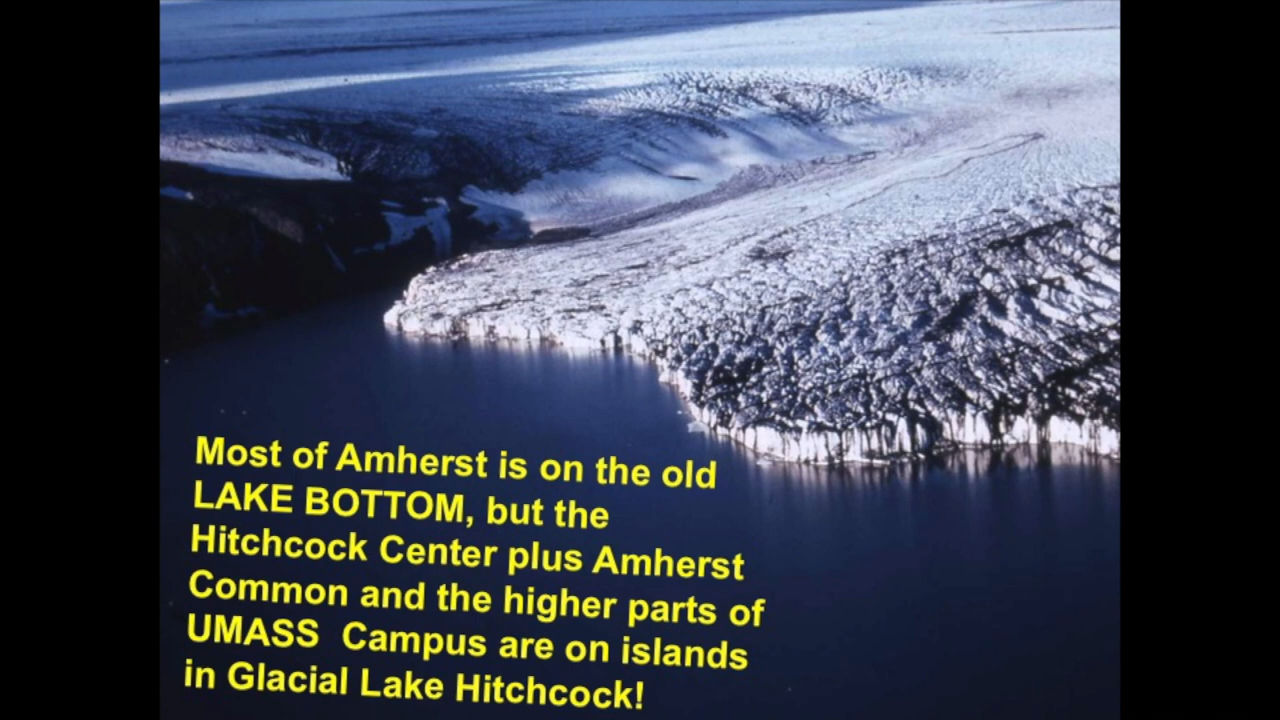 Most of Amherst is on the old
LAKE BOTTOM, but the
Hitchcock Center plus Amherst
Common and the higher parts of
UMASS  Campus are on islands
in Glacial Lake Hitchcock!